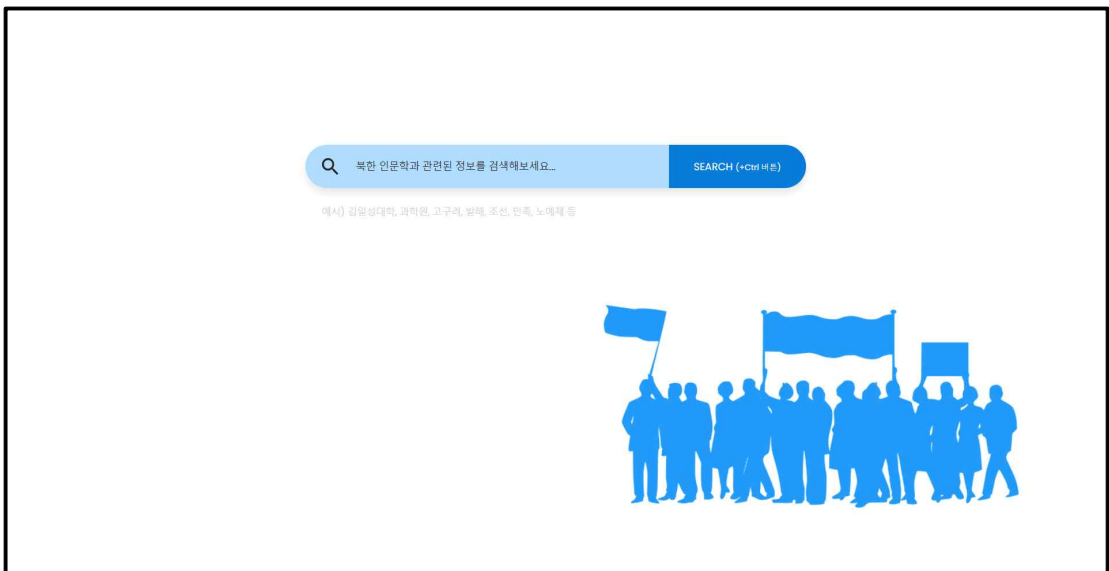 북한 인문학과 관련된 정보를 검색해보세요...
SEARCH (+Ctrl 버튼)
예시) 김일성대학, 과학원, 고구려, 발해, 조선, 민족, 노예제 등